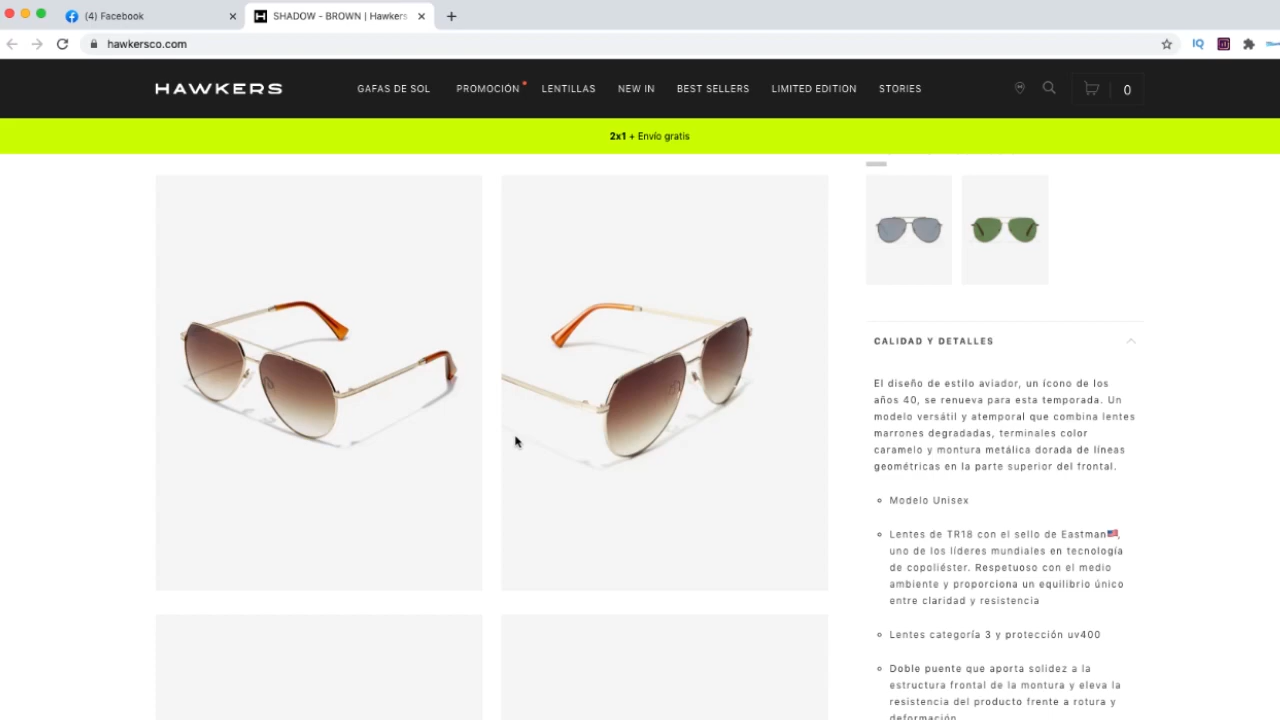 (4) Facebook
SHADOW - BROWN | Hawkers
hawkersco.com
IQ
HAWKERS
GAFAS DE SOL
PROMOCIÓN
LENTILLAS
NEW IN
BEST SELLERS
LIMITED EDITION
STORIES
0
2x1 + Envío gratis
CALIDAD Y DETALLES
El diseño de estilo aviador, un ícono de los
años 40, se renueva para esta temporada. Un
modelo versátil y atemporal que combina lentes
marrones degradadas, terminales color
caramelo y montura metálica dorada de líneas
geométricas en la parte superior del frontal.
Modelo Unisex
Lentes de TR18 con el sello de Eastman🇺🇸,
uno de los líderes mundiales en tecnología
de copoliéster. Respetuoso con el medio
ambiente y proporciona un equilibrio único
entre claridad y resistencia
Lentes categoría 3 y protección uv400
Doble puente que aporta solidez a la
estructura frontal de la montura y eleva la
resistencia del producto frente a rotura y
deformación